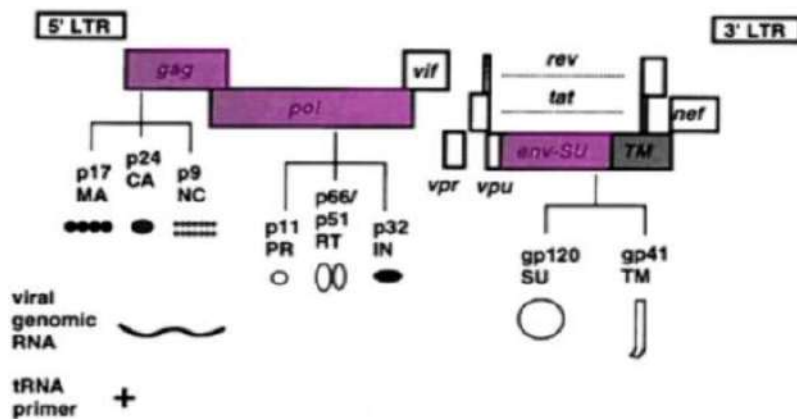 5' LTR
3' LTR
gag
vif
rev
pol
tat
nef
env-SU TM
vpr vpu
p17
MA
p24
CA
p9
NC
p11
PR
p66/
p51
RT
p32
IN
gp120
SU
gp41
TM
viral
genomic
RNA
tRNA
primer
+